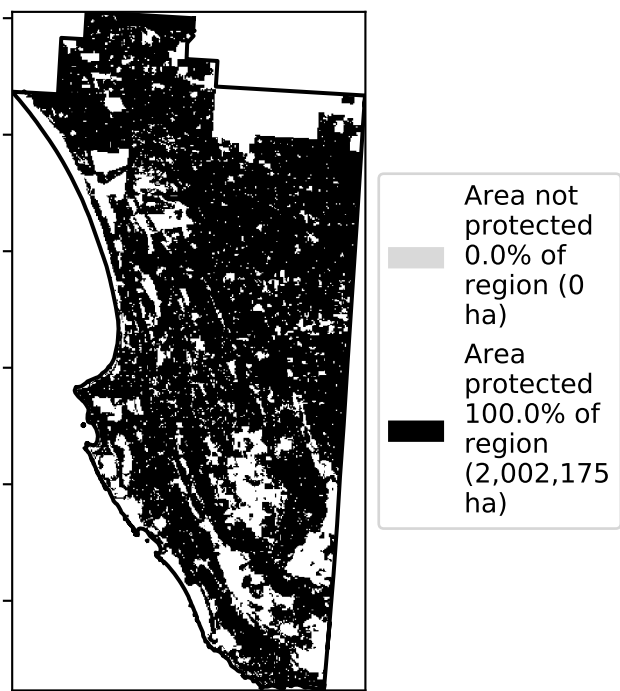 Area not
protected
0.0% of
region (0
ha)
Area
protected
100.0% of
region
(2,002,175
ha)